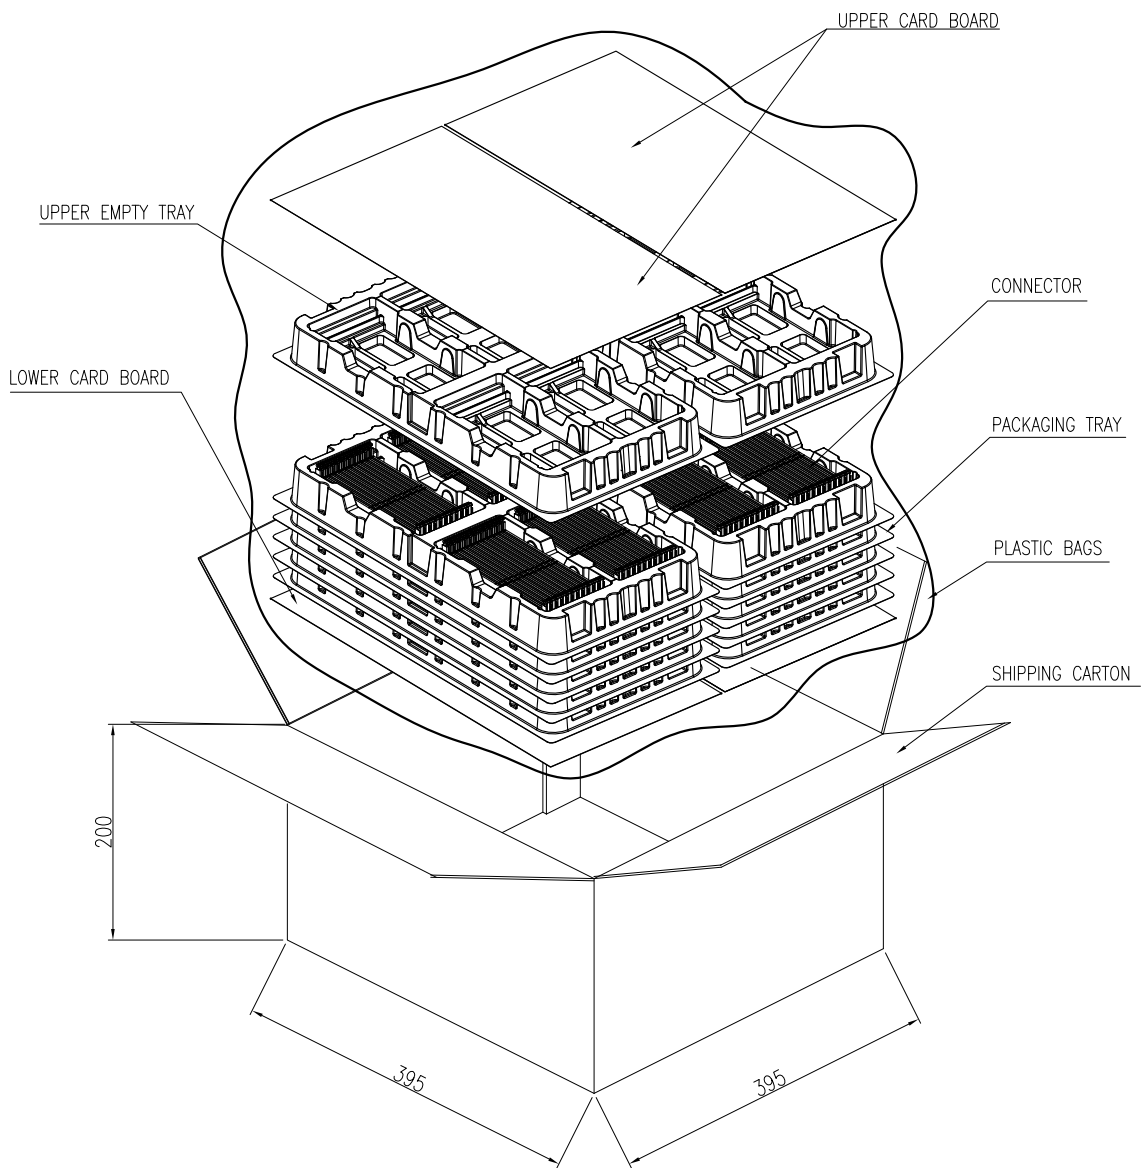 UPPER CARD BOARD
UPPER EMPTY TRAY
CONNECTOR
LOWER CARD BOARD
PACKAGING TRAY
PLASTIC BAGS
SHIPPING CARTON
200
395
395